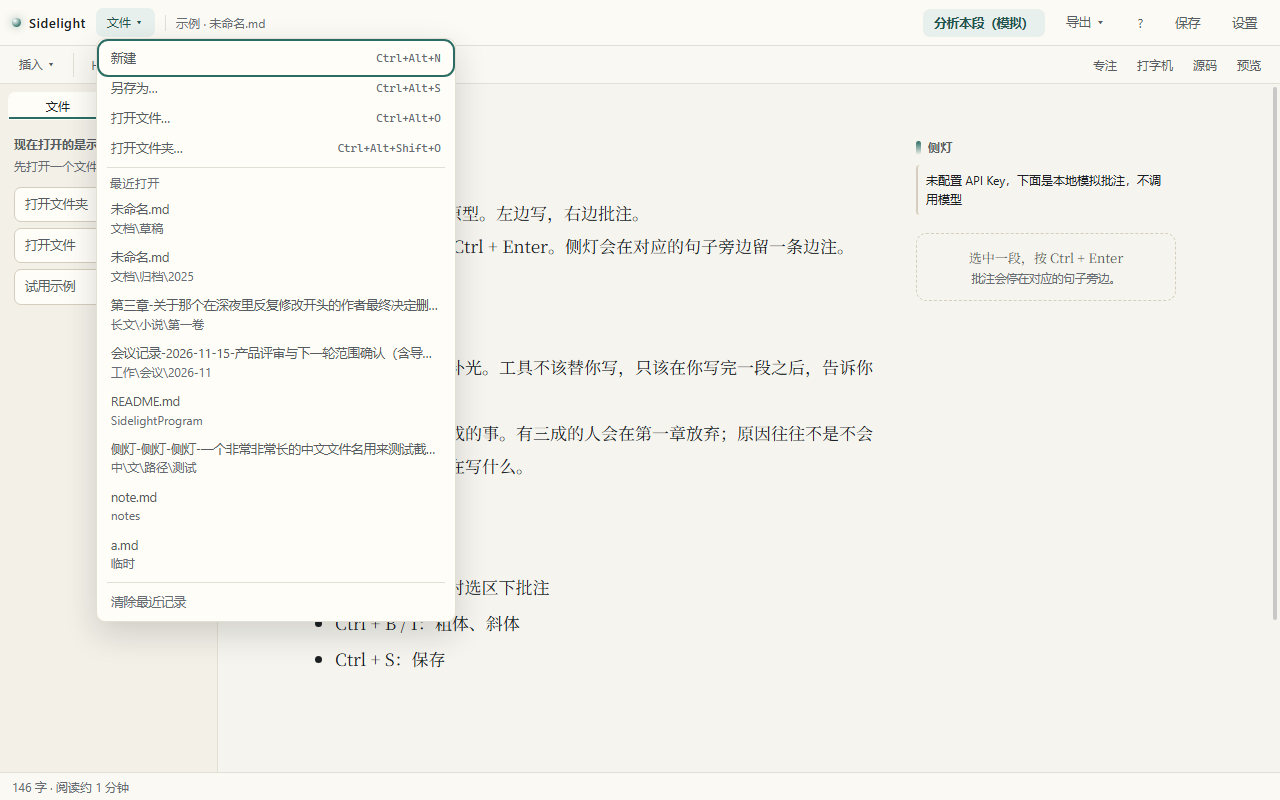 Sidelight 文件 示例 · 未命名.md 分析本段（模拟） 导出 ? 保存 设置
插入 专注 打字机 源码 预览
新建 Ctrl+Alt+N
另存为… Ctrl+Alt+S
打开文件… Ctrl+Alt+O
打开文件夹… Ctrl+Alt+Shift+O
最近打开
未命名.md
文档\草稿
未命名.md
文档\归档\2025
第三章-关于那个在深夜里反复修改开头的作者最终决定删…
长文\小说\第一卷
会议记录-2026-11-15-产品评审与下一轮范围确认（含导…
工作\会议\2026-11
README.md
SidelightProgram
侧灯-侧灯-侧灯-一个非常非常长的中文文件名用来测试截…
中\文\路径\测试
note.md
notes
a.md
临时
清除最近记录
文件
现在打开的是示
先打开一个文件
打开文件夹
打开文件
试用示例
原型。左边写，右边批注。
Ctrl + Enter。侧灯会在对应的句子旁边留一条边注。
补光。工具不该替你写，只该在你写完一段之后，告诉你
的事。有三成的人会在第一章放弃；原因往往不是不会
在写什么。
对选区下批注
Ctrl + B / I：粗体、斜体
Ctrl + S：保存
侧灯
未配置 API Key，下面是本地模拟批注，不调
用模型
选中一段，按 Ctrl + Enter
批注会停在对应的句子旁边。
146 字 · 阅读约 1 分钟